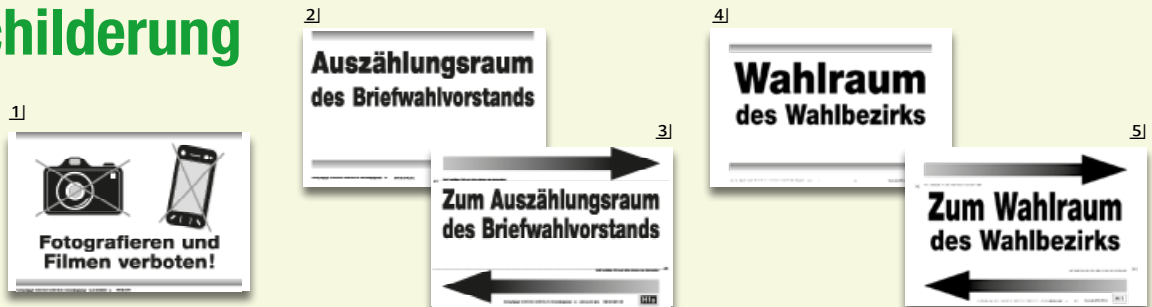 childerung
1|
Fotografieren und
Filmen verboten!
2|
Auszählungsraum
des Briefwahlvorstands
3|
Zum Auszählungsraum
des Briefwahlvorstands
4|
Wahlraum
des Wahlbezirks
5|
Zum Wahlraum
des Wahlbezirks